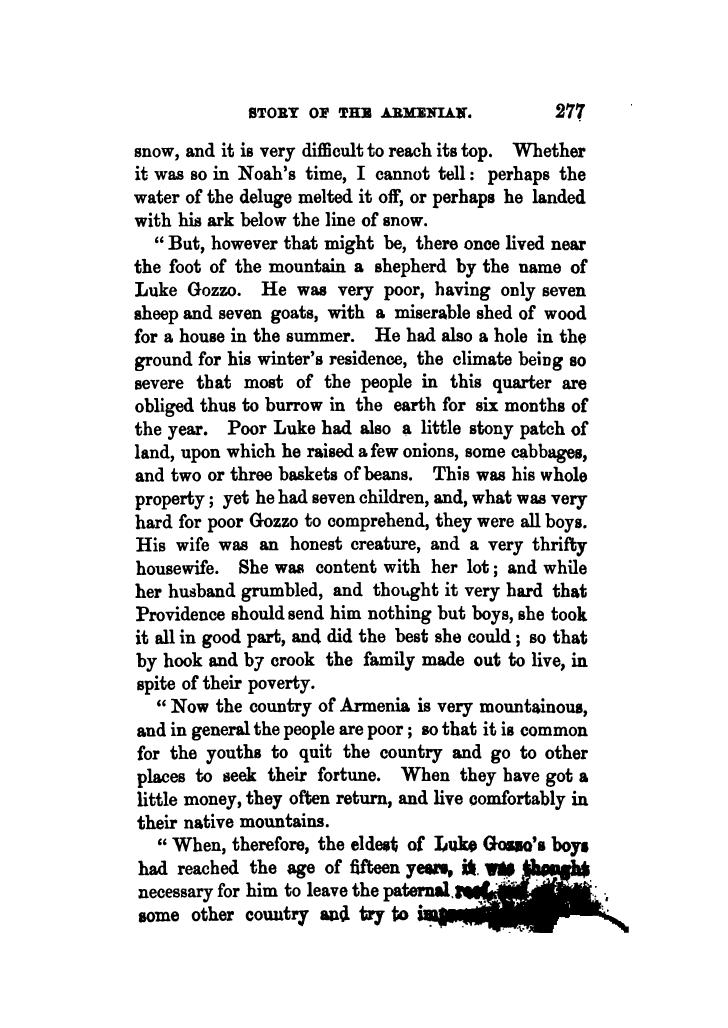 STORY OF THE ARMENIAN. 277
snow, and it is very difficult to reach its top. Whether
it was so in Noah's time, I cannot tell: perhaps the
water of the deluge melted it off, or perhaps he landed
with his ark below the line of snow.
“But, however that might be, there once lived near
the foot of the mountain a shepherd by the name of
Luke Gozzo. He was very poor, having only seven
sheep and seven goats, with a miserable shed of wood
for a house in the summer. He had also a hole in the
ground for his winter's residence, the climate being so
severe that most of the people in this quarter are
obliged thus to burrow in the earth for six months of
the year. Poor Luke had also a little stony patch of
land, upon which he raised a few onions, some cabbages,
and two or three baskets of beans. This was his whole
property; yet he had seven children, and, what was very
hard for poor Gozzo to comprehend, they were all boys.
His wife was an honest creature, and a very thrifty
housewife. She was content with her lot; and while
her husband grumbled, and thought it very hard that
Providence should send him nothing but boys, she took
it all in good part, and did the best she could; so that
by hook and by crook the family made out to live, in
spite of their poverty.
“Now the country of Armenia is very mountainous,
and in general the people are poor; so that it is common
for the youths to quit the country and go to other
places to seek their fortune. When they have got a
little money, they often return, and live comfortably in
their native mountains.
“When, therefore, the eldest of Luke Gozzo's boys
had reached the age of fifteen years, it was thought
necessary for him to leave the paternal
some other country and try to